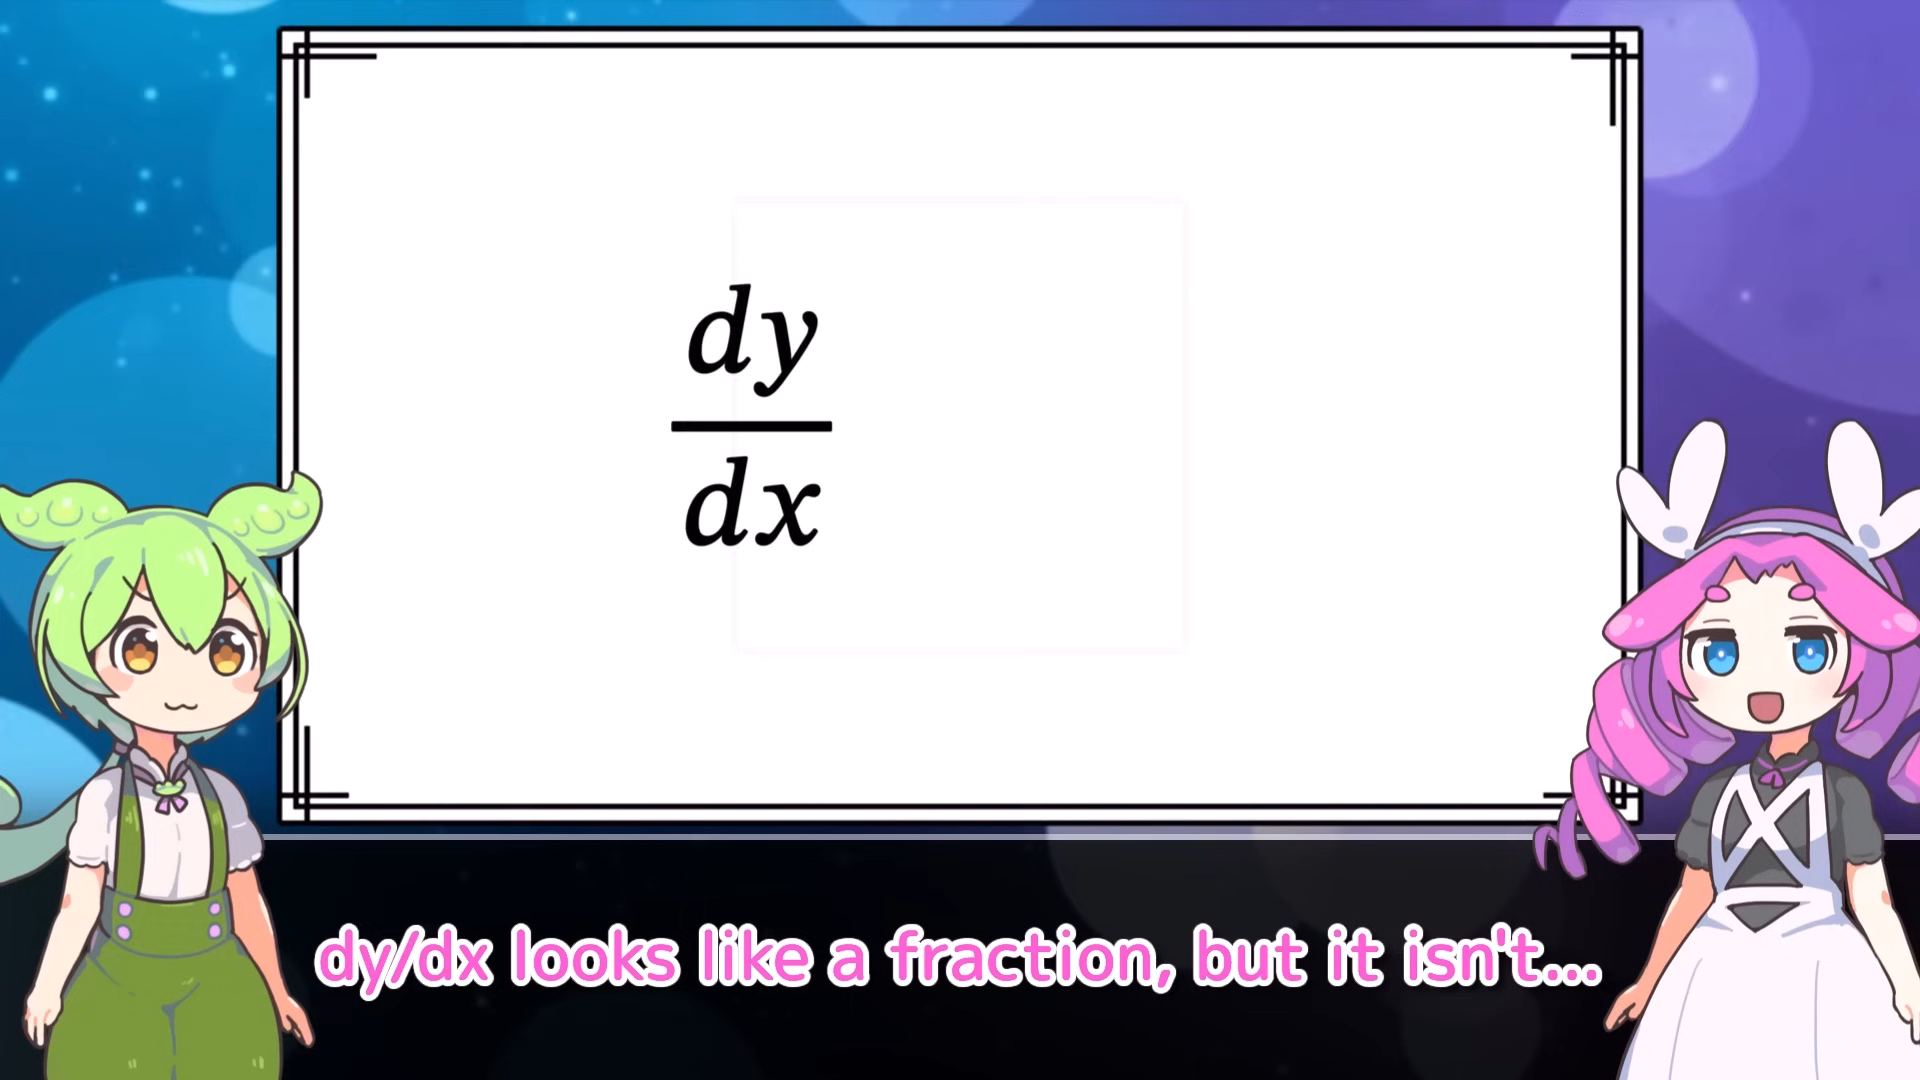 dy
dx
dy/dx looks like a fraction, but it isn't...